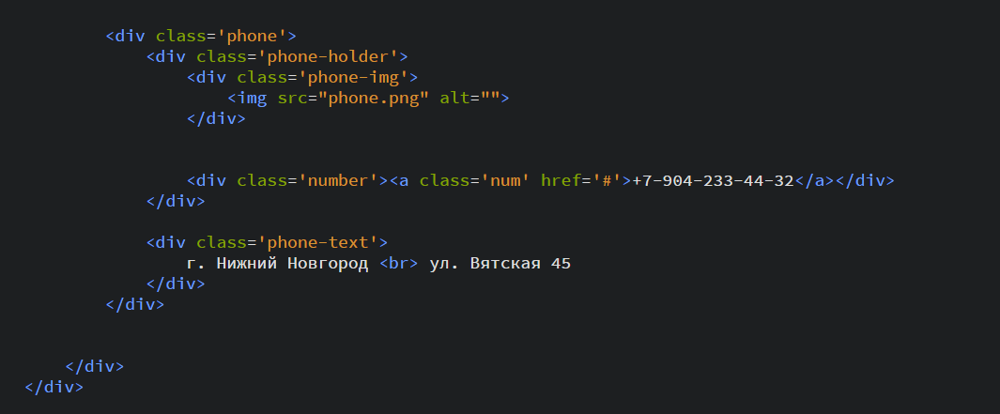 <div class='phone'>
<div class='phone-holder'>
<div class='phone-img'>
<img src="phone.png" alt="">
</div>
<div class='number'><a class='num' href='#'>+7-904-233-44-32</a></div>
</div>
<div class='phone-text'>
г. Нижний Новгород <br> ул. Вятская 45
</div>
</div>
</div>
</div>